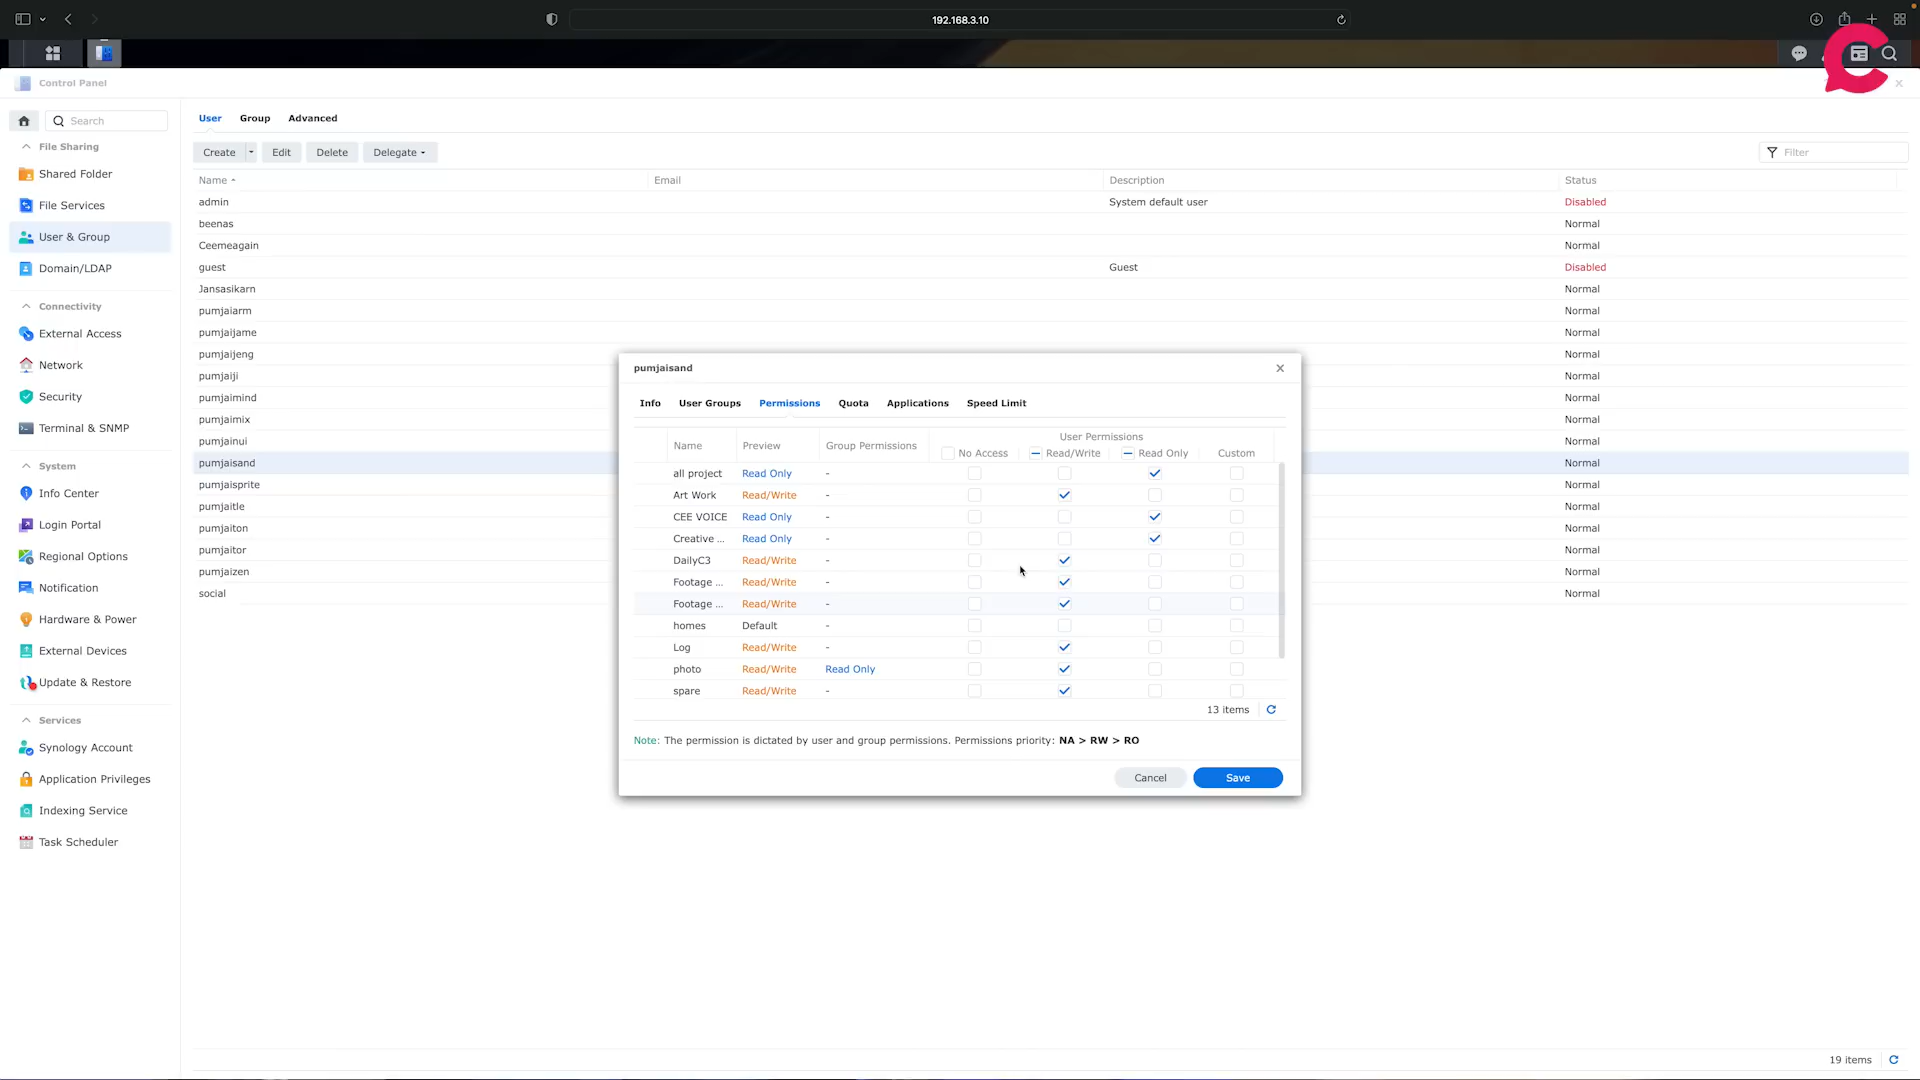 192.168.3.10
Control Panel
Search
File Sharing
Shared Folder
File Services
User & Group
Domain/LDAP
Connectivity
External Access
Network
Security
Terminal & SNMP
System
Info Center
Login Portal
Regional Options
Notification
Hardware & Power
External Devices
Update & Restore
Services
Synology Account
Application Privileges
Indexing Service
Task Scheduler
User Group Advanced
Create Edit Delete Delegate Filter
Name Email Description Status
admin System default user Disabled
beenas Normal
Ceemeagain Normal
guest Guest Disabled
Jansasikarn Normal
pumjaiarm Normal
pumjaijame Normal
pumjaijeng Normal
pumjaiji Normal
pumjaimind Normal
pumjaimix Normal
pumjainui Normal
pumjaisand Normal
pumjaisprite Normal
pumjaitle Normal
pumjaiton Normal
pumjaitor Normal
pumjaizen Normal
social Normal
pumjaisand
Info User Groups Permissions Quota Applications Speed Limit
User Permissions
Name Preview Group Permissions No Access Read/Write Read Only Custom
all project Read Only -
Art Work Read/Write -
CEE VOICE Read Only -
Creative ... Read Only -
DailyC3 Read/Write -
Footage ... Read/Write -
Footage ... Read/Write -
homes Default -
Log Read/Write -
photo Read/Write Read Only
spare Read/Write -
13 items
Note: The permission is dictated by user and group permissions. Permissions priority: NA > RW > RO
Cancel Save
19 items